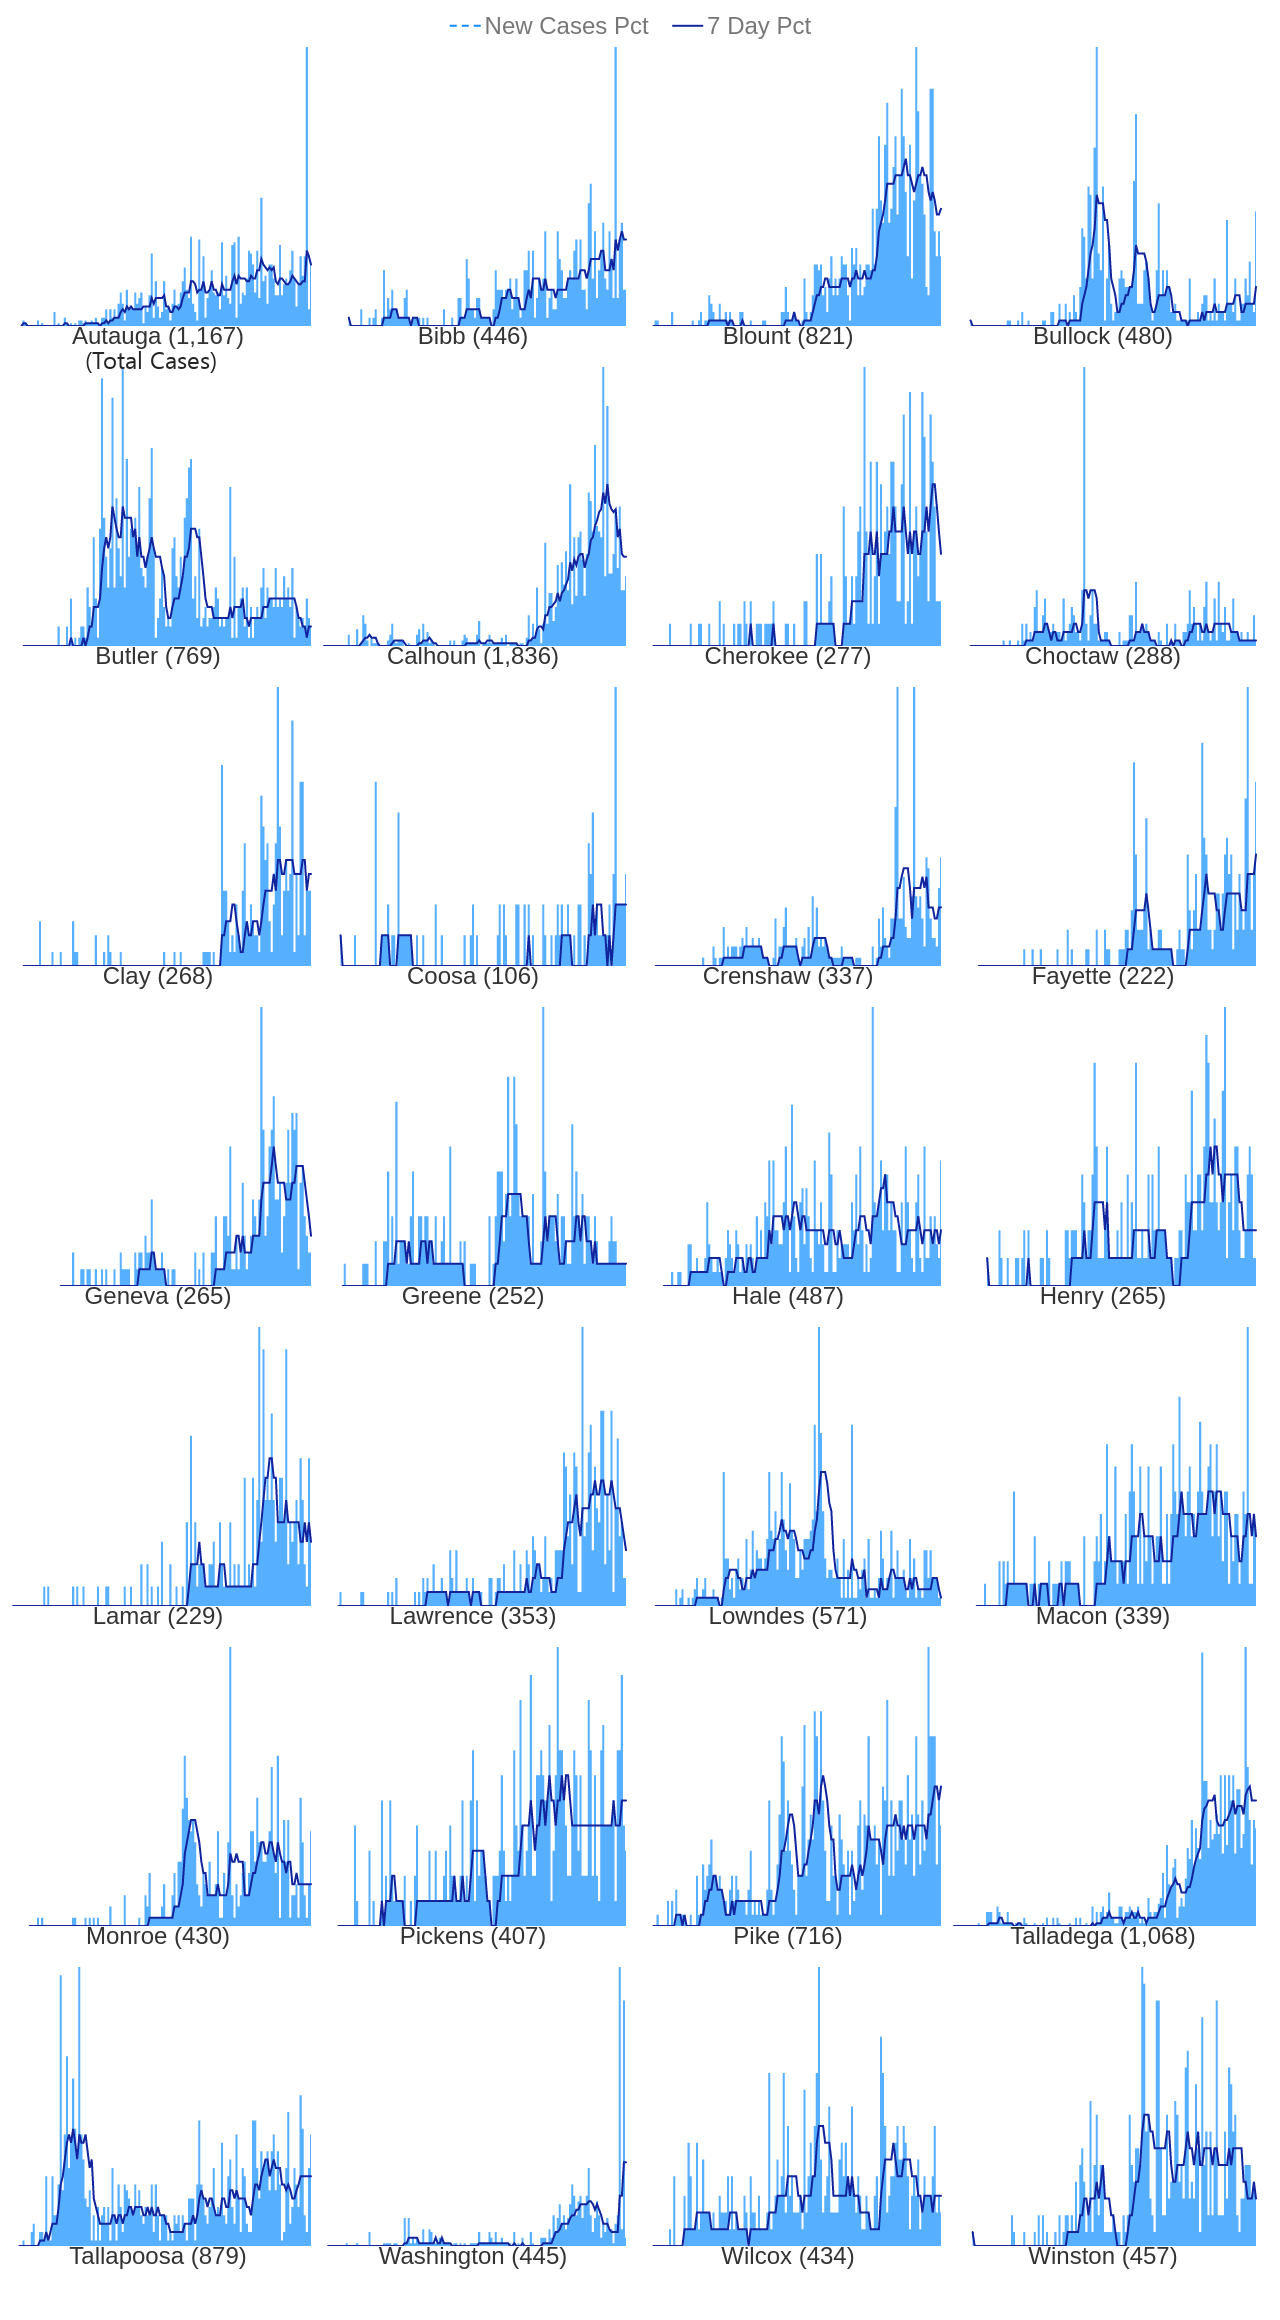 New Cases Pct 7 Day Pct
Autauga (1,167) Bibb (446) Blount (821) Bullock (480)
(Total Cases)
Butler (769) Calhoun (1,836) Cherokee (277) Choctaw (288)
Clay (268) Coosa (106) Crenshaw (337) Fayette (222)
Geneva (265) Greene (252) Hale (487) Henry (265)
Lamar (229) Lawrence (353) Lowndes (571) Macon (339)
Monroe (430) Pickens (407) Pike (716) Talladega (1,068)
Tallapoosa (879) Washington (445) Wilcox (434) Winston (457)